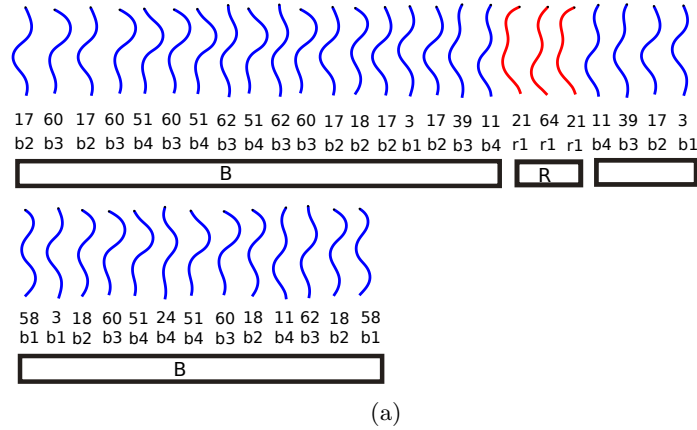 17 60 17 60 51 60 51 62 51 62 60 17 18 17 3 17 39 11 21 64 21 11 39 17 3
b2 b3 b2 b3 b4 b3 b4 b3 b4 b3 b3 b2 b2 b2 b1 b2 b3 b4 r1 r1 r1 b4 b3 b2 b1
B R
58 3 18 60 51 24 51 60 18 11 62 18 58
b1 b1 b2 b3 b4 b4 b4 b3 b2 b4 b3 b2 b1
B
(a)